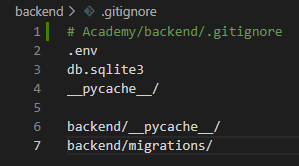 backend > .gitignore
1 # Academy/backend/.gitignore
2 .env
3 db.sqlite3
4 __pycache__/
5
6 backend/__pycache__/
7 backend/migrations/